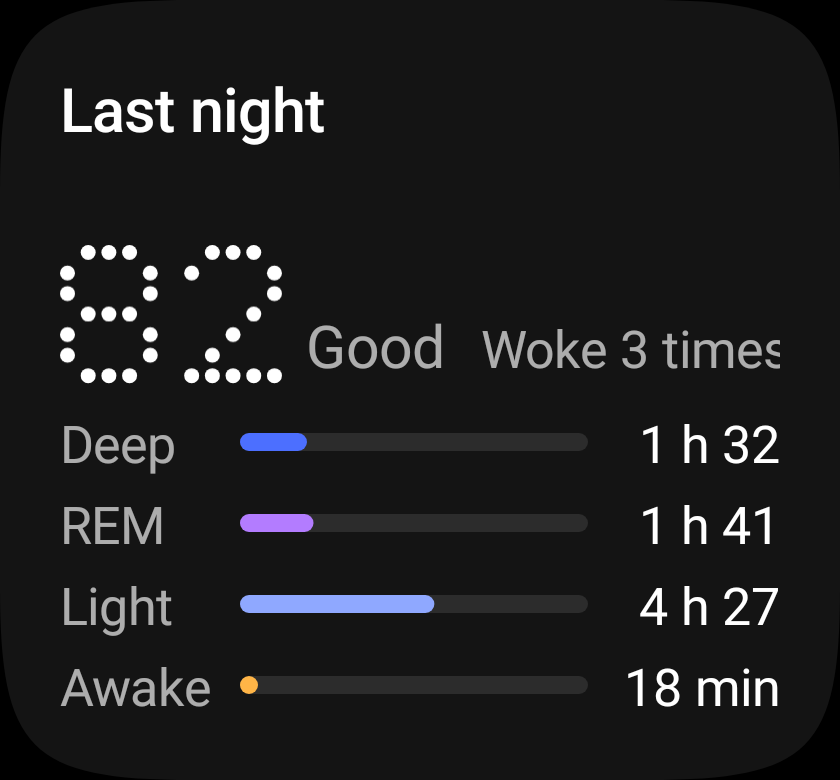 Last night
82 Good Woke 3 times
Deep 1 h 32
REM 1 h 41
Light 4 h 27
Awake 18 min